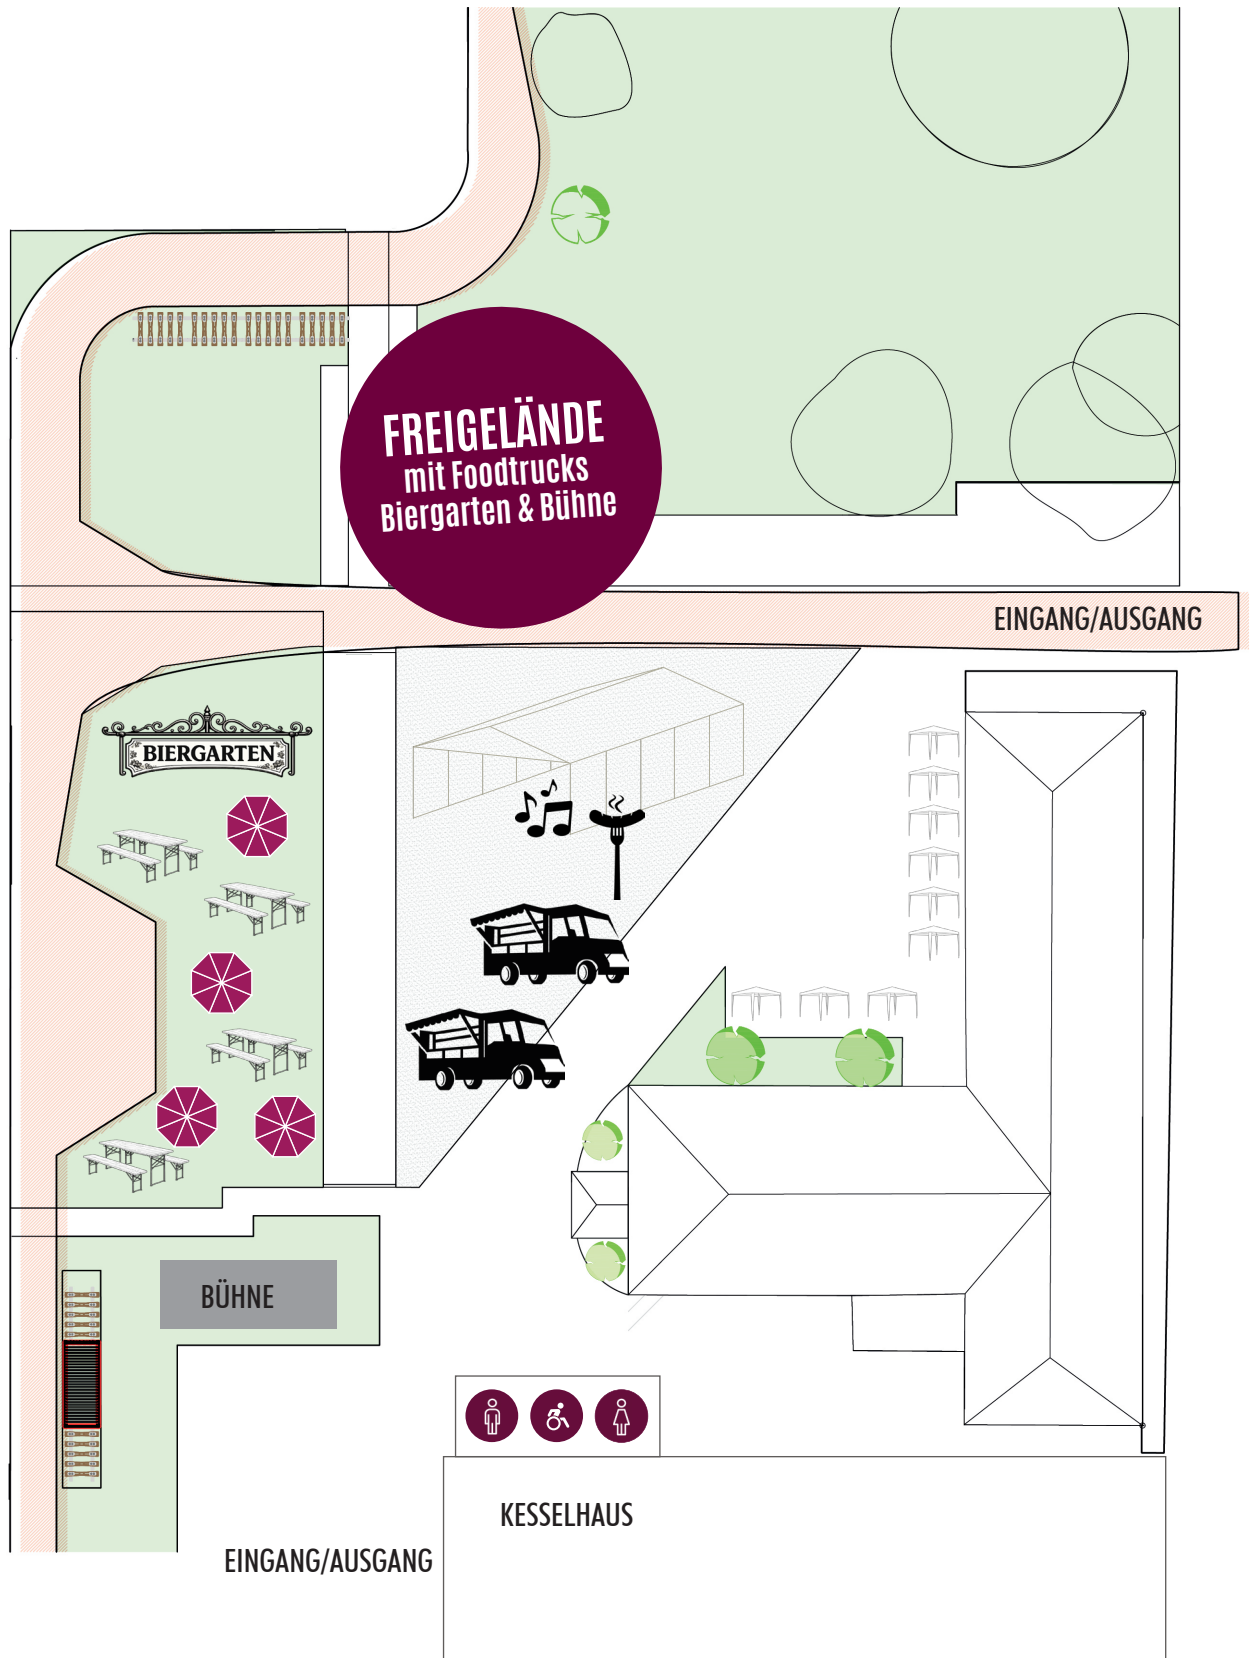 FREIGELÄNDE
mit Foodtrucks
Biergarten & Bühne
EINGANG/AUSGANG
BIERGARTEN
BÜHNE
KESSELHAUS
EINGANG/AUSGANG